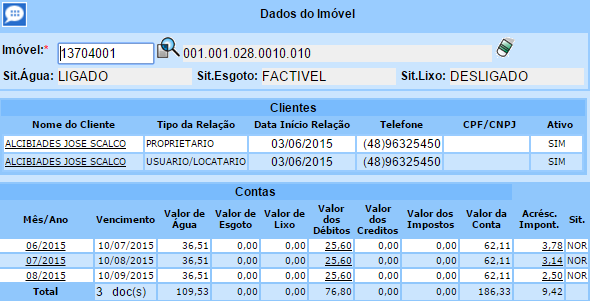 Dados do Imóvel
Imóvel:* 13704001 001.001.028.0010.010
Sit.Água: LIGADO Sit.Esgoto: FACTIVEL Sit.Lixo: DESLIGADO
Clientes
Nome do Cliente Tipo da Relação Data Início Relação Telefone CPF/CNPJ Ativo
ALCIBIADES JOSE SCALCO PROPRIETARIO 03/06/2015 (48)96325450 SIM
ALCIBIADES JOSE SCALCO USUARIO/LOCATARIO 03/06/2015 (48)96325450 SIM
Contas
Mês/Ano Vencimento Valor de Água Valor de Esgoto Valor de Lixo Valor dos Débitos Valor dos Creditos Valor dos Impostos Valor da Conta Acrésc. Impont. Sit.
06/2015 10/07/2015 36,51 0,00 0,00 25,60 0,00 0,00 62,11 3,78 NOR
07/2015 10/08/2015 36,51 0,00 0,00 25,60 0,00 0,00 62,11 3,14 NOR
08/2015 10/09/2015 36,51 0,00 0,00 25,60 0,00 0,00 62,11 2,50 NOR
Total 3 doc(s) 109,53 0,00 0,00 76,80 0,00 0,00 186,33 9,42